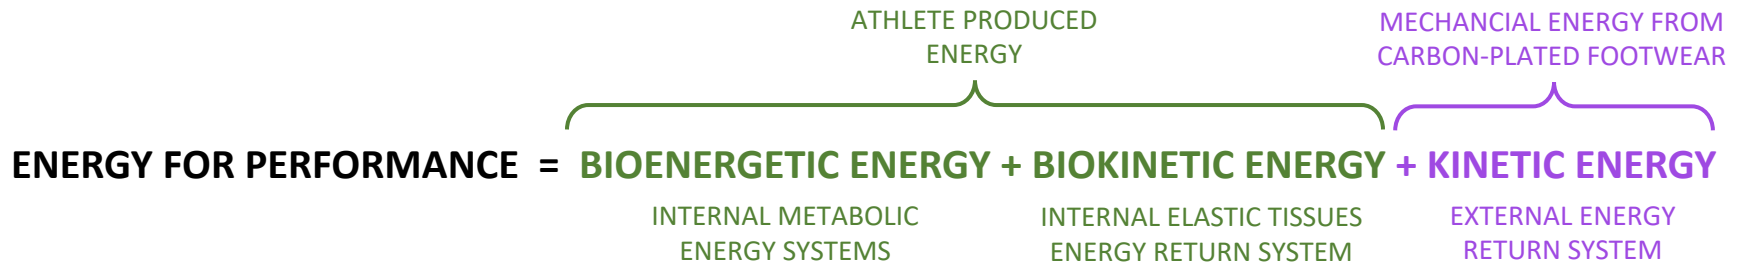 ATHLETE PRODUCED
ENERGY
MECHANCIAL ENERGY FROM
CARBON-PLATED FOOTWEAR
ENERGY FOR PERFORMANCE = BIOENERGETIC ENERGY + BIOKINETIC ENERGY + KINETIC ENERGY
INTERNAL METABOLIC
ENERGY SYSTEMS
INTERNAL ELASTIC TISSUES
ENERGY RETURN SYSTEM
EXTERNAL ENERGY
RETURN SYSTEM